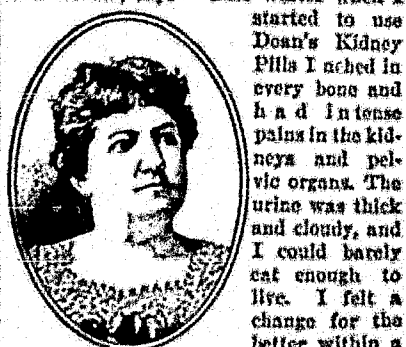 started to use
Doan's Kidney
Pills I ached in
every bone and
had intense
pains in the kid-
neys and pel-
vic organs. The
urine was thick
and cloudy, and
I could barely
eat enough to
live. I felt a
change for the
better within a